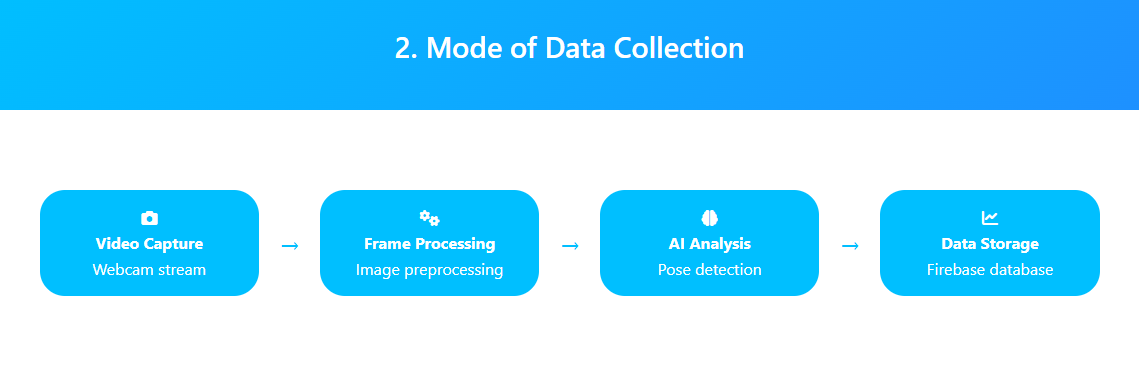 2. Mode of Data Collection
Video Capture
Webcam stream
→
Frame Processing
Image preprocessing
→
AI Analysis
Pose detection
→
Data Storage
Firebase database